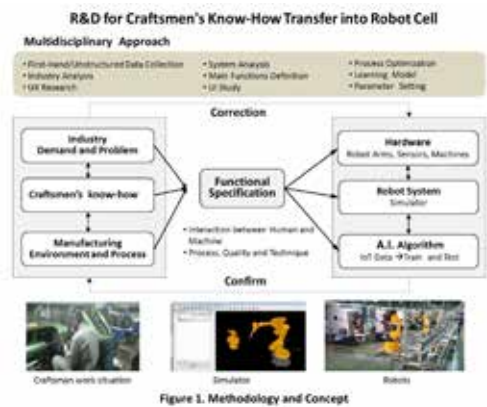 R&D for Craftsmen's Know-How Transfer into Robot Cell
Multidisciplinary Approach
• First-Hand/Unstructured Data Collection
• Industry Analysis
• UX Research
• System Analysis
• Main Functions Definition
• UI Study
• Process Optimization
• Learning Model
• Parameter Setting
Correction
Industry
Demand and Problem
Craftsmen's know-how
Manufacturing
Environment and Process
Functional
Specification
• Interaction between Human and
Machine
• Process, Quality and Technique
Hardware
Robot Arms, Sensors, Machines
Robot System
Simulator
A.I. Algorithm
IoT Data →Train and Test
Confirm
Craftsman work situation
Simulator
Robots
Figure 1. Methodology and Concept